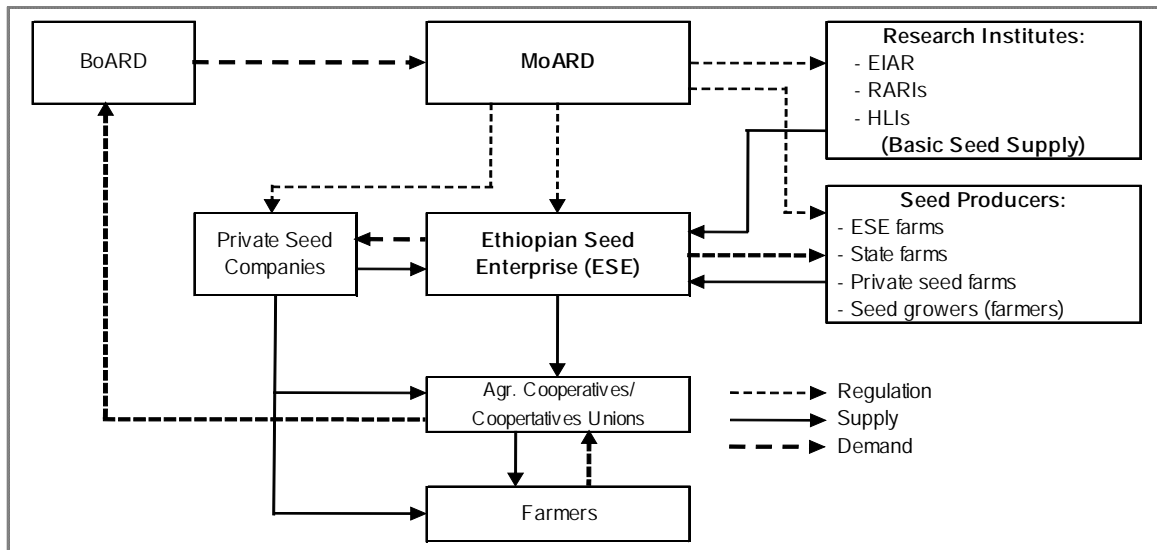 BoARD
MoARD
Research Institutes:
- EIAR
- RARIs
- HLIs
(Basic Seed Supply)
Seed Producers:
- ESE farms
- State farms
- Private seed farms
- Seed growers (farmers)
Private Seed
Companies
Ethiopian Seed
Enterprise (ESE)
Agr. Cooperatives/
Coopertatives Unions
Farmers
Regulation
Supply
Demand